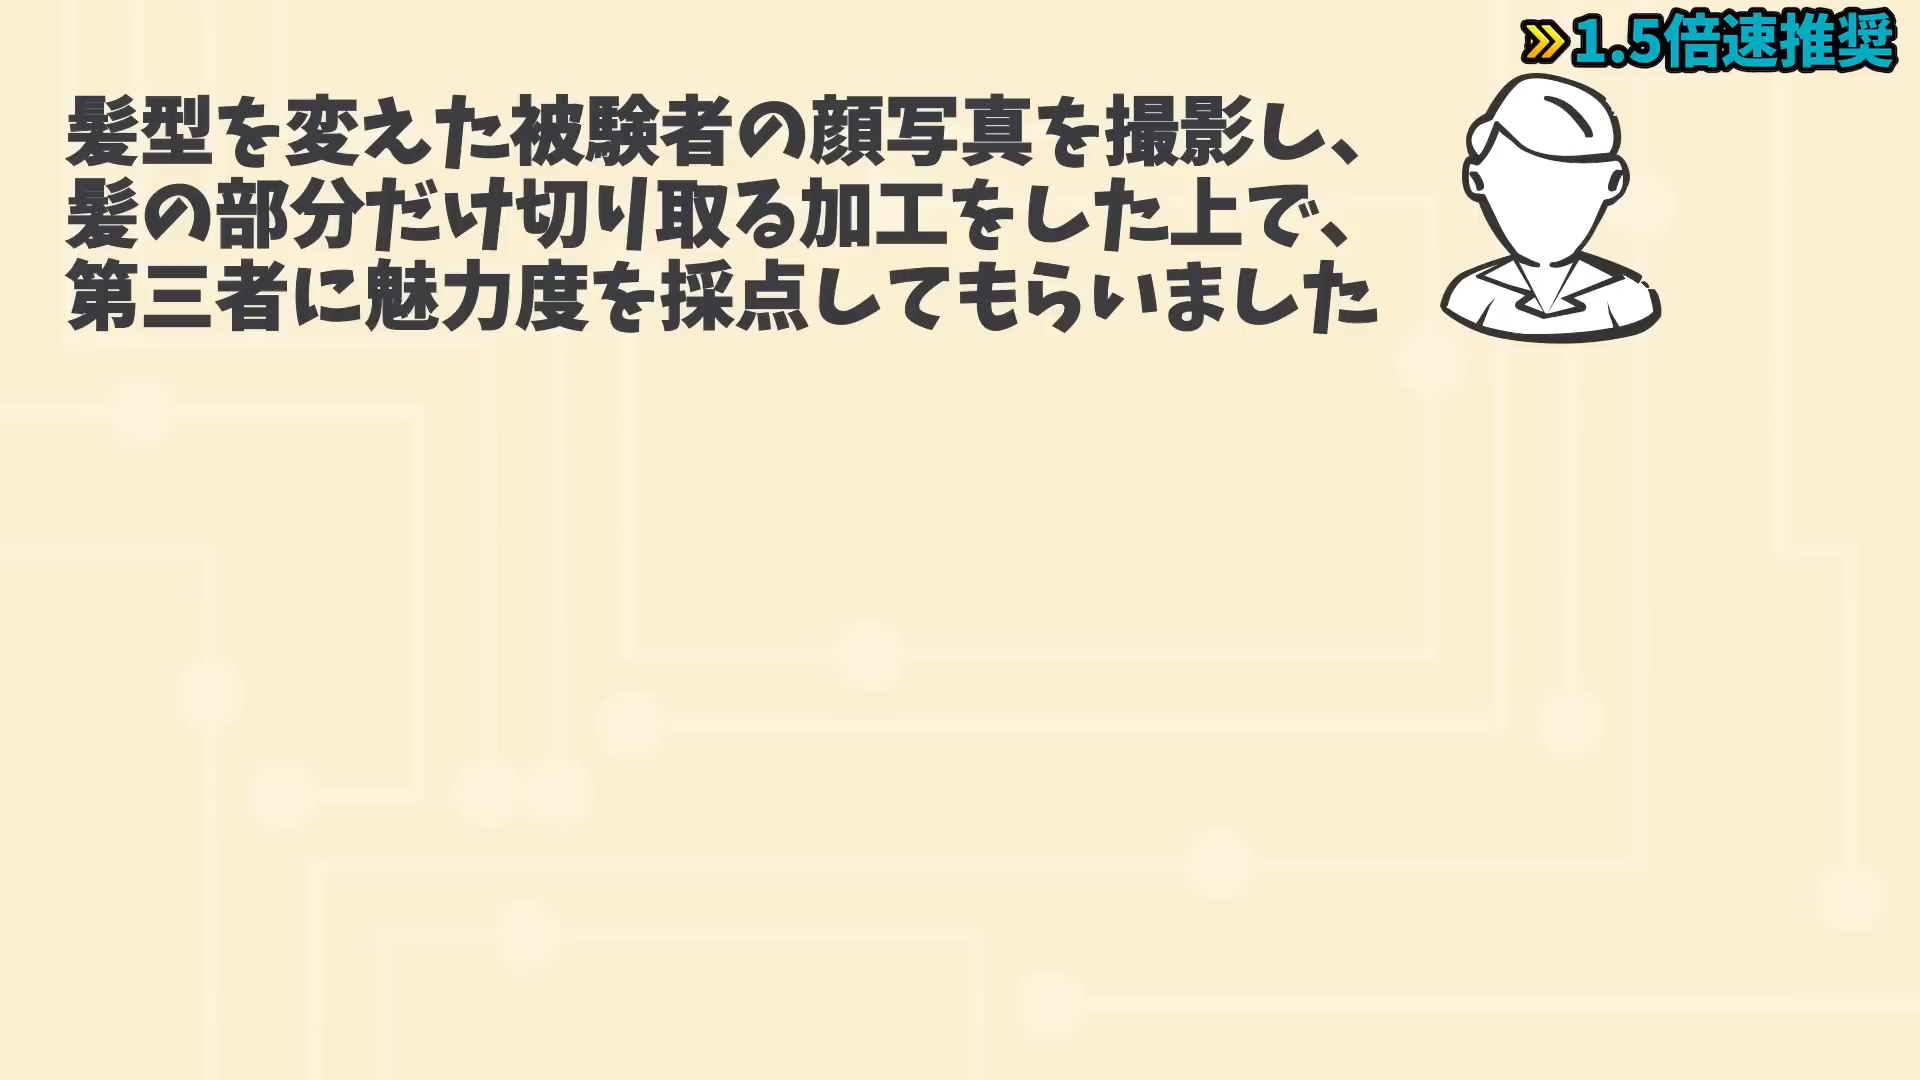 1.5倍速推奨
髪型を変えた被験者の顔写真を撮影し、
髪の部分だけ切り取る加工をした上で、
第三者に魅力度を採点してもらいました